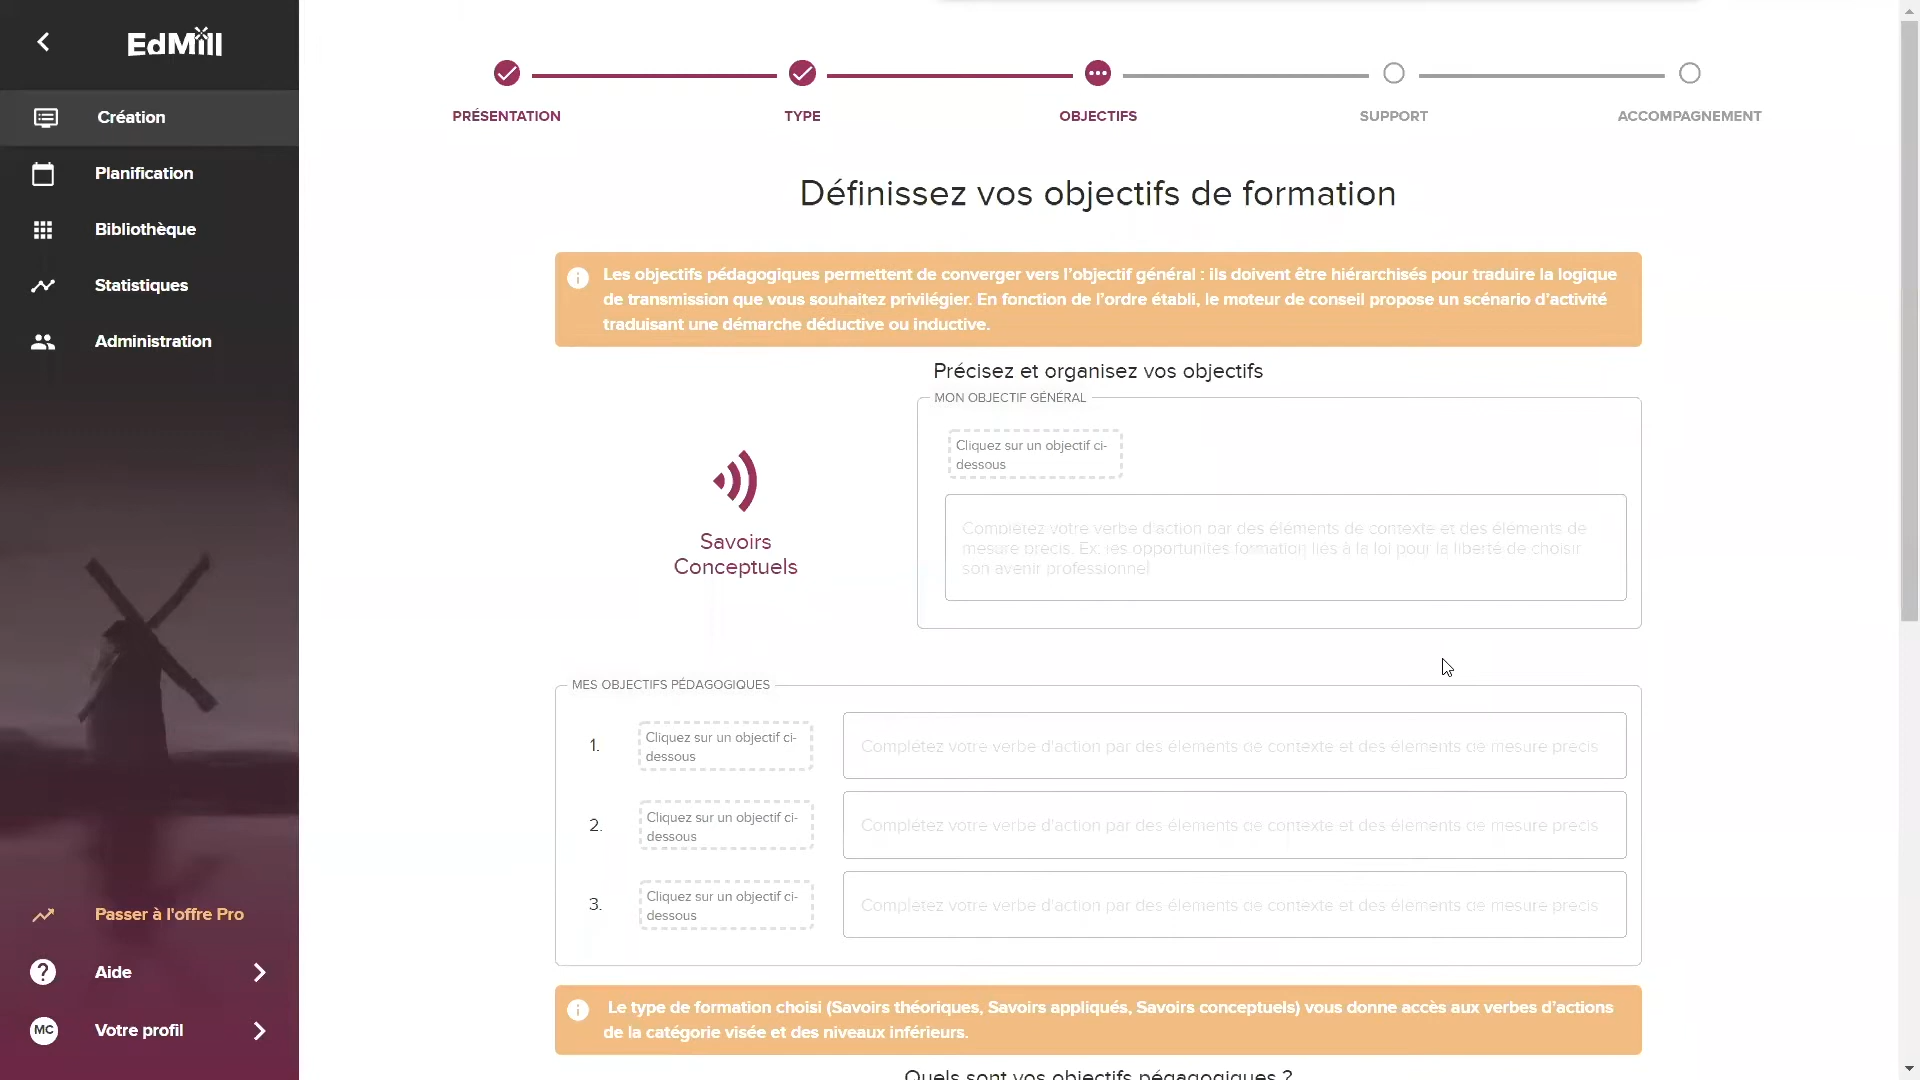 EdMill
Création
Planification
Bibliothèque
Statistiques
Administration
Passer à l'offre Pro
Aide
MC
Votre profil
PRÉSENTATION
TYPE
OBJECTIFS
SUPPORT
ACCOMPAGNEMENT
Définissez vos objectifs de formation
Les objectifs pédagogiques permettent de converger vers l'objectif général : ils doivent être hiérarchisés pour traduire la logique
de transmission que vous souhaitez privilégier. En fonction de l'ordre établi, le moteur de conseil propose un scénario d'activité
traduisant une démarche déductive ou inductive.
Précisez et organisez vos objectifs
Savoirs
Conceptuels
MON OBJECTIF GÉNÉRAL
Cliquez sur un objectif ci-
dessous
Complétez votre verbe d'action par des éléments de contexte et des éléments de
mesure précis. Ex: les opportunités formation liés à la loi pour la liberté de choisir
son avenir professionnel
MES OBJECTIFS PÉDAGOGIQUES
1.
Cliquez sur un objectif ci-
dessous
Complétez votre verbe d'action par des éléments de contexte et des éléments de mesure précis
2.
Cliquez sur un objectif ci-
dessous
Complétez votre verbe d'action par des éléments de contexte et des éléments de mesure précis
3.
Cliquez sur un objectif ci-
dessous
Complétez votre verbe d'action par des éléments de contexte et des éléments de mesure précis
Le type de formation choisi (Savoirs théoriques, Savoirs appliqués, Savoirs conceptuels) vous donne accès aux verbes d'actions
de la catégorie visée et des niveaux inférieurs.
Quels sont vos objectifs pégagogiques ?